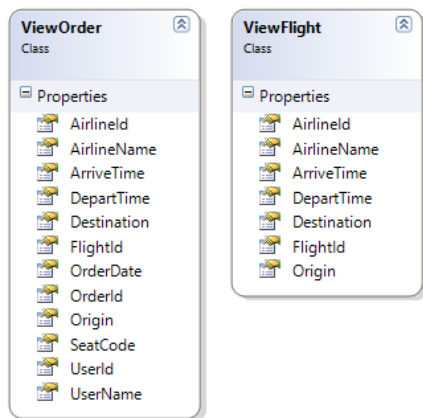 ViewOrder
Class
Properties
AirlineId
AirlineName
ArriveTime
DepartTime
Destination
FlightId
OrderDate
OrderId
Origin
SeatCode
UserId
UserName
ViewFlight
Class
Properties
AirlineId
AirlineName
ArriveTime
DepartTime
Destination
FlightId
Origin